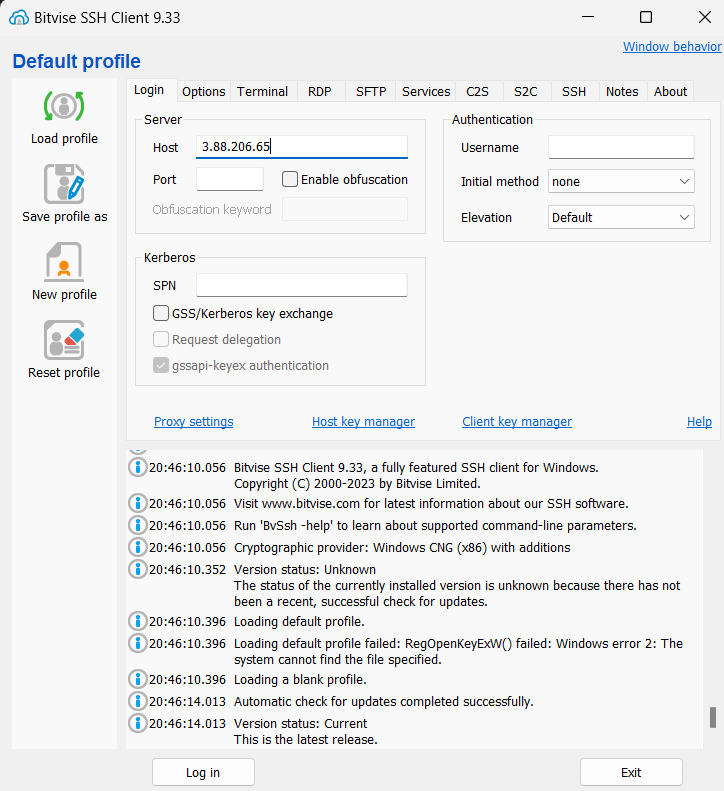 Bitvise SSH Client 9.33
Window behavior
Default profile
Load profile
Save profile as
New profile
Reset profile
Login Options Terminal RDP SFTP Services C2S S2C SSH Notes About
Server
Host 3.88.206.65
Port Enable obfuscation
Obfuscation keyword
Authentication
Username
Initial method none
Elevation Default
Kerberos
SPN
GSS/Kerberos key exchange
Request delegation
gssapi-keyex authentication
Proxy settings Host key manager Client key manager Help
20:46:10.056 Bitvise SSH Client 9.33, a fully featured SSH client for Windows.
Copyright (C) 2000-2023 by Bitvise Limited.
20:46:10.056 Visit www.bitvise.com for latest information about our SSH software.
20:46:10.056 Run 'BvSsh -help' to learn about supported command-line parameters.
20:46:10.056 Cryptographic provider: Windows CNG (x86) with additions
20:46:10.352 Version status: Unknown
The status of the currently installed version is unknown because there has not
been a recent, successful check for updates.
20:46:10.396 Loading default profile.
20:46:10.396 Loading default profile failed: RegOpenKeyExW() failed: Windows error 2: The
system cannot find the file specified.
20:46:10.396 Loading a blank profile.
20:46:14.013 Automatic check for updates completed successfully.
20:46:14.013 Version status: Current
This is the latest release.
Log in Exit